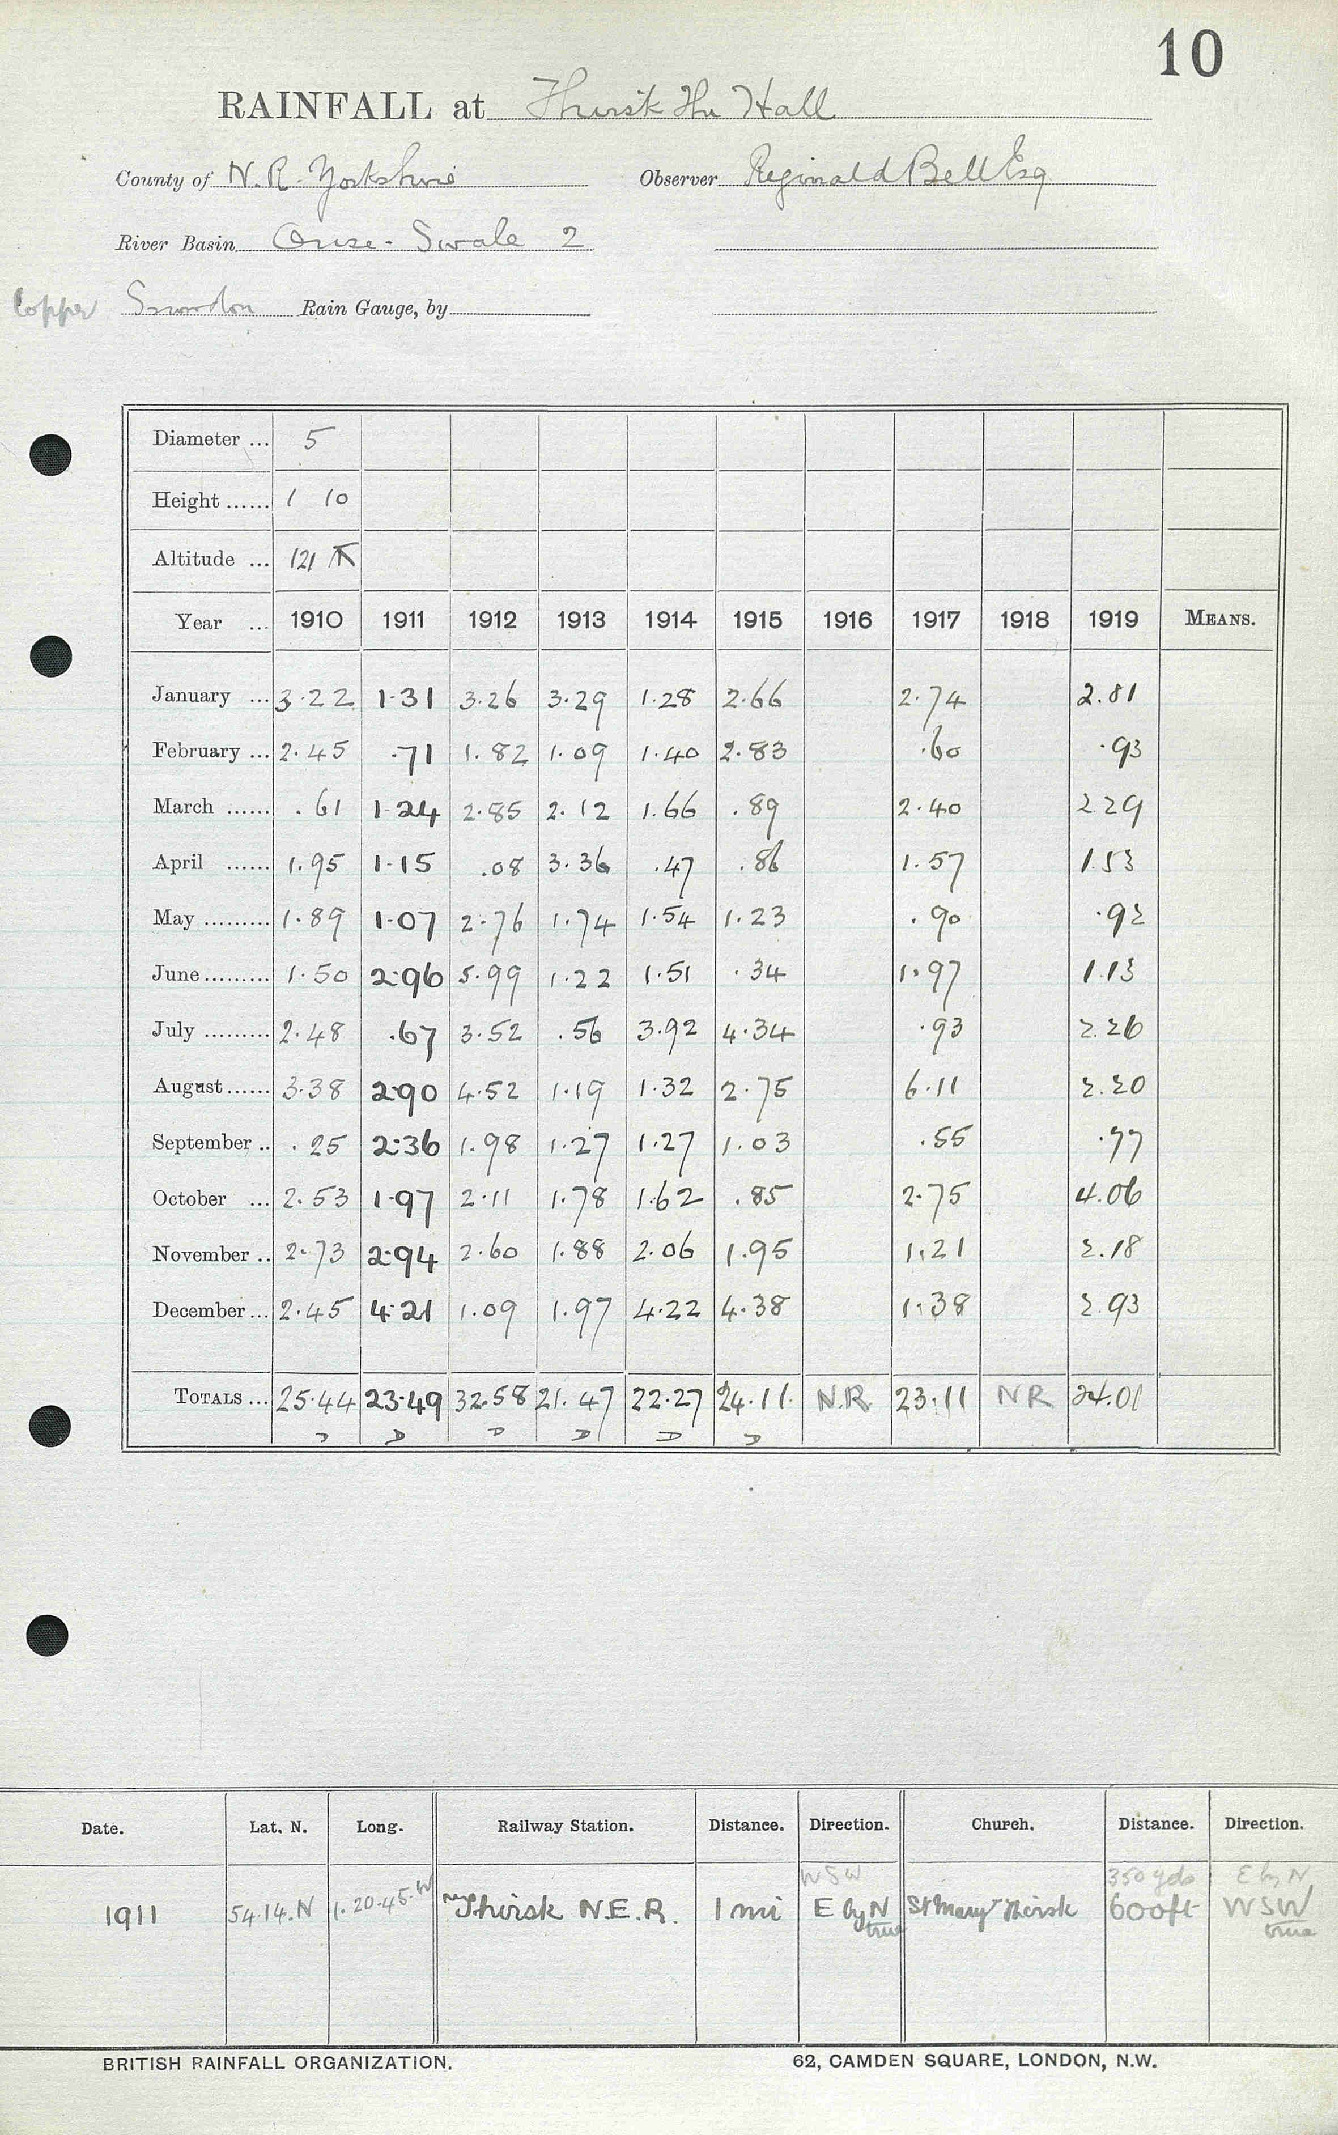 10
RAINFALL at Thirsk The Hall
County of N. R. Yorkshire Observer Reginald Bell Esq
River Basin Ouse - Swale 2
Copper Snowdon Rain Gauge, by
Diameter ... 5
Height ...... 1 10
Altitude ... 121
Year ... 1910 1911 1912 1913 1914 1915 1916 1917 1918 1919 MEANS.
January ... 3.22 1.31 3.26 3.29 1.28 2.66 2.74 2.81
February ... 2.45 .71 1.82 1.09 1.40 2.83 .60 .93
March ...... .61 1.24 2.85 2.12 1.66 .89 2.40 2.29
April ...... 1.95 1.15 .08 3.36 .47 .86 1.57 1.53
May ......... 1.89 1.07 2.76 1.74 1.54 1.23 .90 .92
June ......... 1.50 2.96 5.99 1.22 1.51 .34 1.97 1.13
July ......... 2.48 .67 3.52 .56 3.92 4.34 .93 2.26
August ...... 3.38 2.90 4.52 1.19 1.32 2.75 6.11 2.20
September .. .25 2.36 1.98 1.27 1.27 1.03 .55 .77
October ... 2.53 1.97 2.11 1.78 1.62 .85 2.75 4.06
November .. 2.73 2.94 2.60 1.88 2.06 1.95 1.21 2.18
December ... 2.45 4.21 1.09 1.97 4.22 4.38 1.38 2.93
TOTALS ... 25.44 23.49 32.58 21.47 22.27 24.11 N.R. 23.11 N R 24.01
D D D D D D
Date. Lat. N. Long. Railway Station. Distance. Direction. Church. Distance. Direction.
WSW 350 yds E by N
1911 54.14.N 1.20.45.W Thirsk N.E.R. 1 mi E by N St Mary Thirsk 600ft WSW
true true
BRITISH RAINFALL ORGANIZATION. 62, CAMDEN SQUARE, LONDON, N.W.